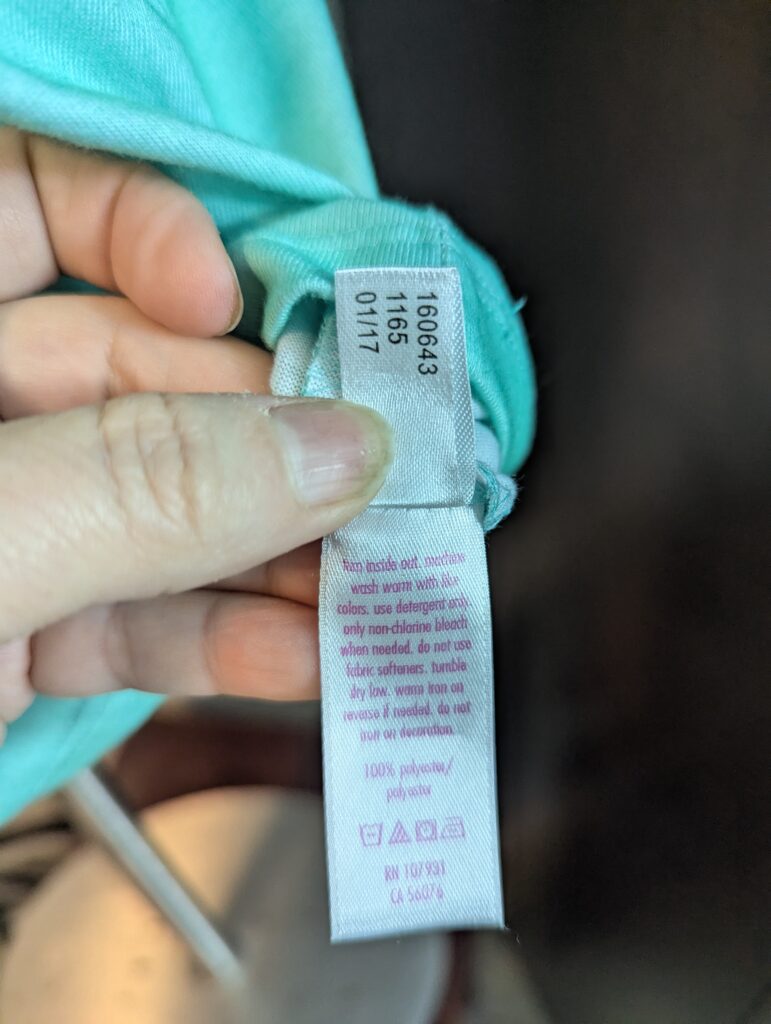 160643
1165
01/17
turn inside out. machine
wash warm with like
colors. use detergent only.
only non-chlorine bleach
when needed. do not use
fabric softeners. tumble
dry low. warm iron on
reverse if needed. do not
iron on decoration.
100% polyester/
polyester
RN 107931
CA 56076